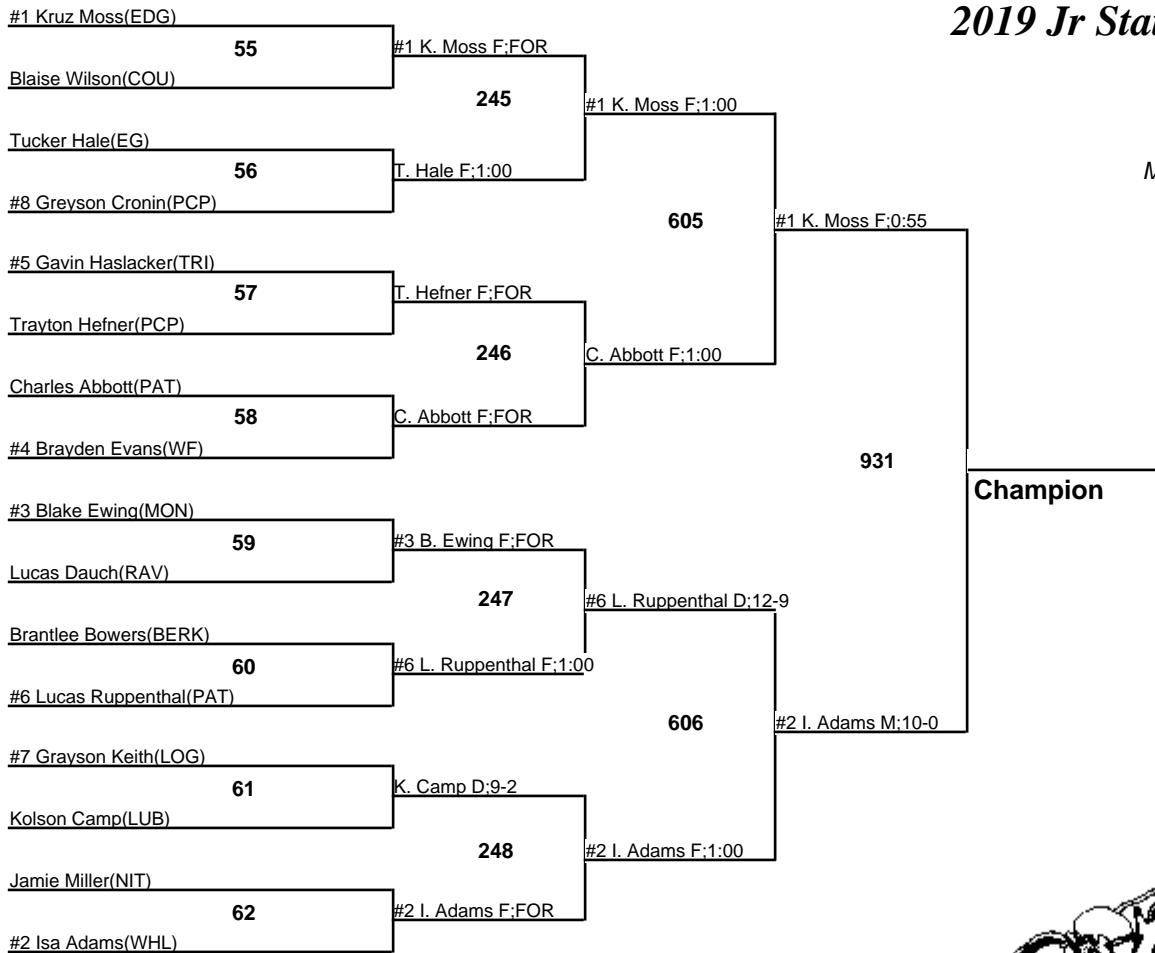 #1 Kruz Moss(EDG)
2019 Jr Stat
55
#1 K. Moss F;FOR
Blaise Wilson(COU)
245
#1 K. Moss F;1:00
Tucker Hale(EG)
56
T. Hale F;1:00
M
#8 Greyson Cronin(PCP)
605
#1 K. Moss F;0:55
#5 Gavin Haslacker(TRI)
57
T. Hefner F;FOR
Trayton Hefner(PCP)
246
C. Abbott F;1:00
Charles Abbott(PAT)
58
C. Abbott F;FOR
#4 Brayden Evans(WF)
931
Champion
#3 Blake Ewing(MON)
59
#3 B. Ewing F;FOR
Lucas Dauch(RAV)
247
#6 L. Ruppenthal D;12-9
Brantlee Bowers(BERK)
60
#6 L. Ruppenthal F;1:00
#6 Lucas Ruppenthal(PAT)
606
#2 I. Adams M;10-0
#7 Grayson Keith(LOG)
61
K. Camp D;9-2
Kolson Camp(LUB)
248
#2 I. Adams F;1:00
Jamie Miller(NIT)
62
#2 I. Adams F;FOR
#2 Isa Adams(WHL)